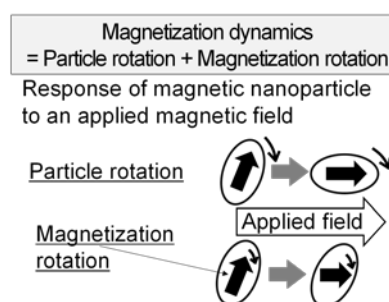 Magnetization dynamics
= Particle rotation + Magnetization rotation
Response of magnetic nanoparticle
to an applied magnetic field
Particle rotation
Applied field
Magnetization
rotation